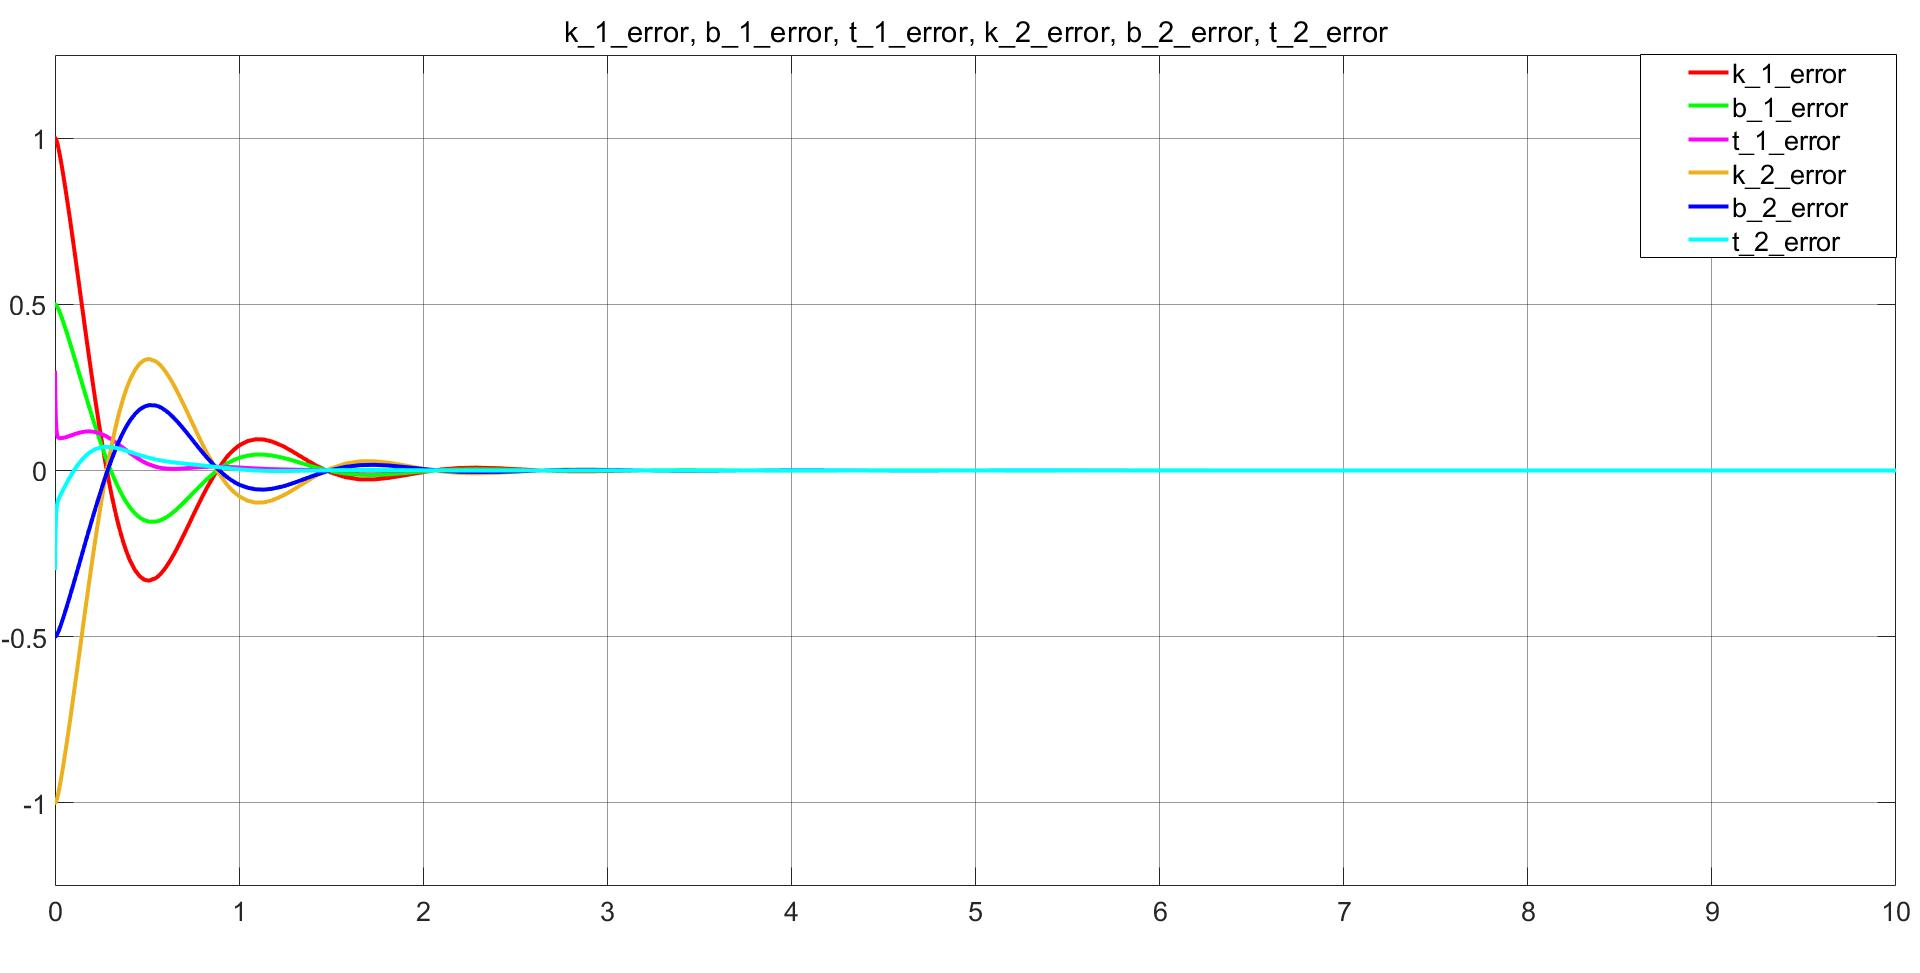 k_1_error, b_1_error, t_1_error, k_2_error, b_2_error, t_2_error
k_1_error
b_1_error
t_1_error
k_2_error
b_2_error
t_2_error
1
0.5
0
-0.5
-1
0 1 2 3 4 5 6 7 8 9 10